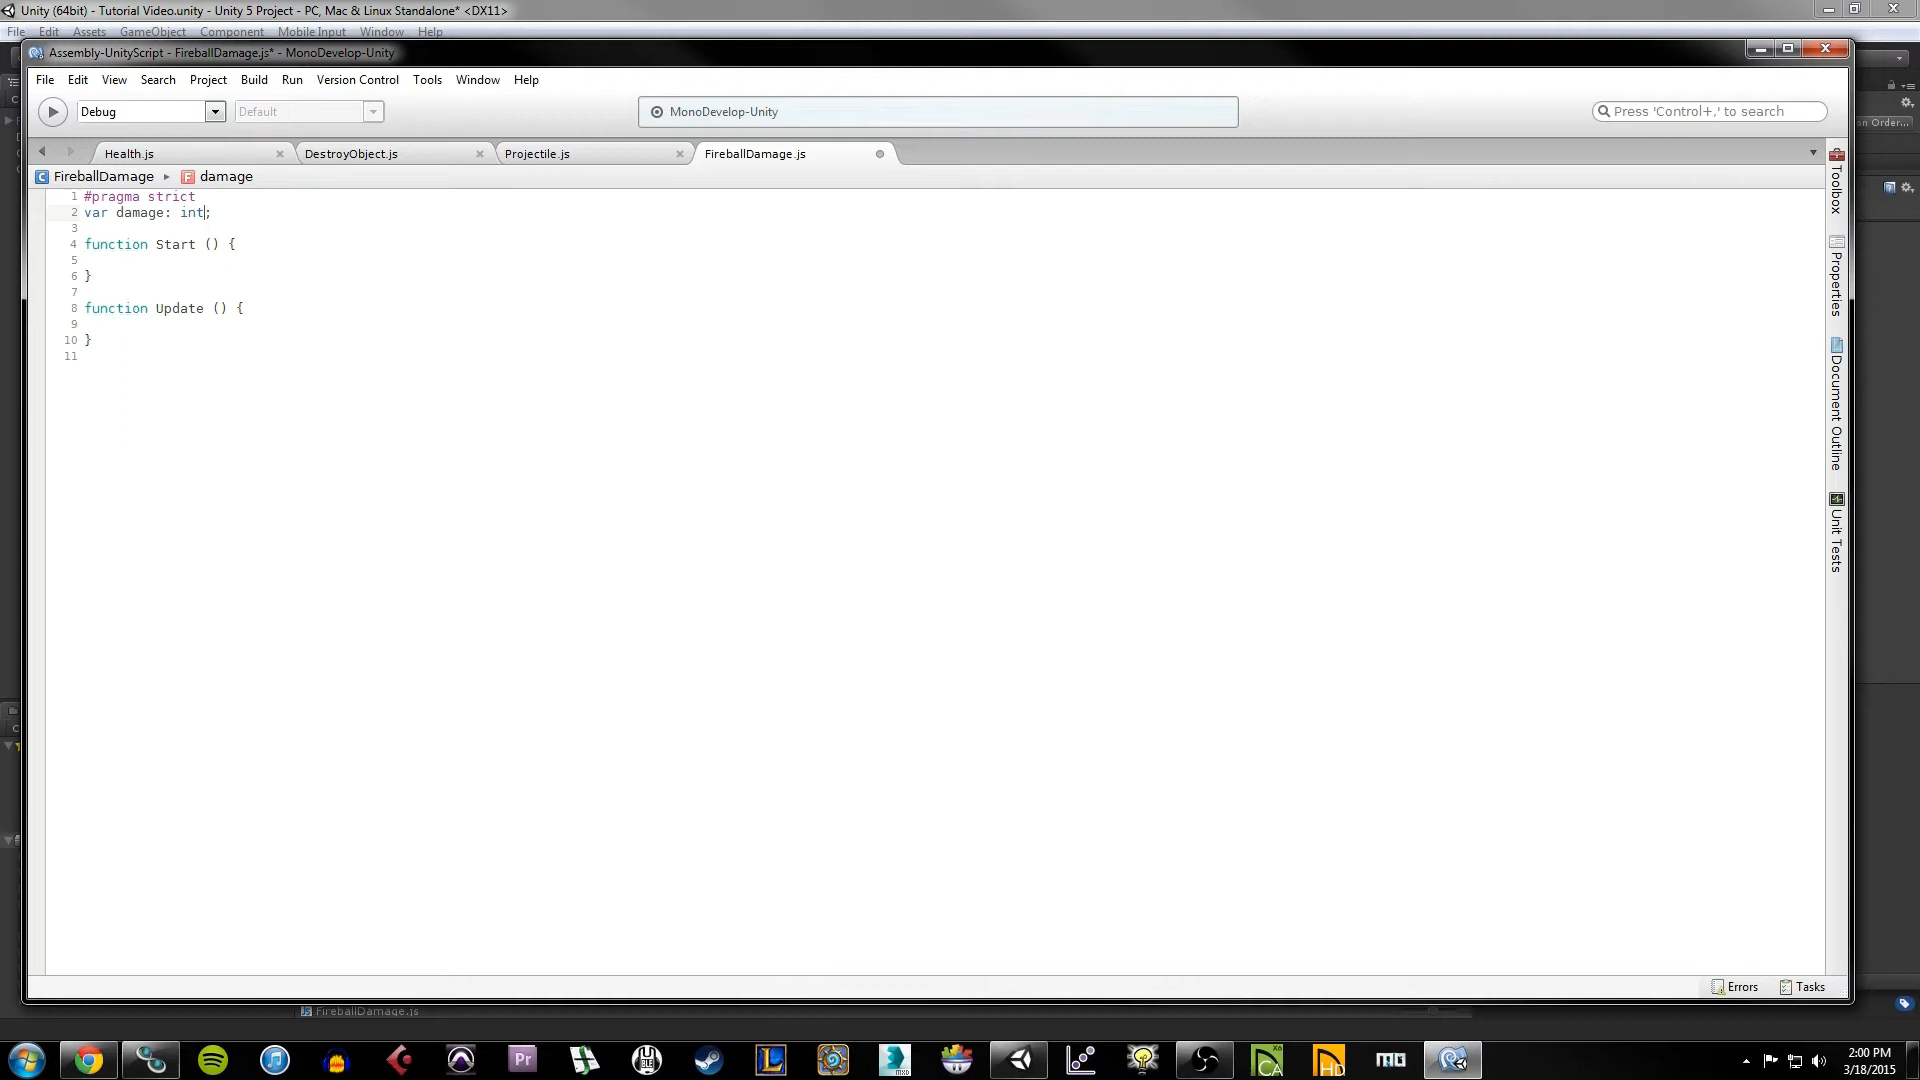 Unity (64bit) - Tutorial Video.unity - Unity 5 Project - PC, Mac & Linux Standalone* <DX11>
File Edit Assets GameObject Component Mobile Input Window Help
Assembly-UnityScript - FireballDamage.js* - MonoDevelop-Unity
File Edit View Search Project Build Run Version Control Tools Window Help
Debug Default MonoDevelop-Unity Press 'Control+,' to search
on Order...
Health.js DestroyObject.js Projectile.js FireballDamage.js
FireballDamage damage
1 #pragma strict
2 var damage: int;
3
4 function Start () {
5
6 }
7
8 function Update () {
9
10 }
11
Toolbox
Properties
Document Outline
Unit Tests
Errors Tasks
FireballDamage.js
Pr
2:00 PM
3/18/2015